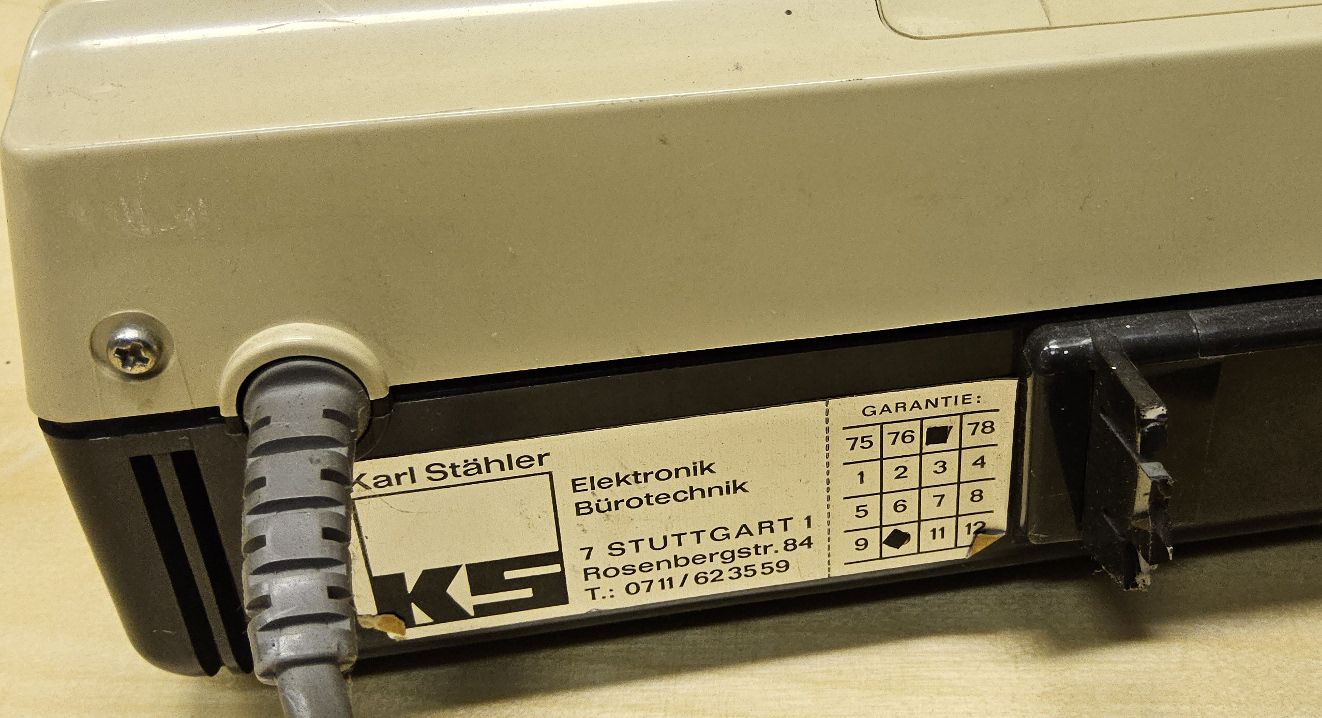 Karl Stähler
KS
Elektronik
Bürotechnik
7 STUTTGART 1
Rosenbergstr. 84
T.: 0711/623559
GARANTIE:
75 76 78
1 2 3 4
5 6 7 8
9 11 12